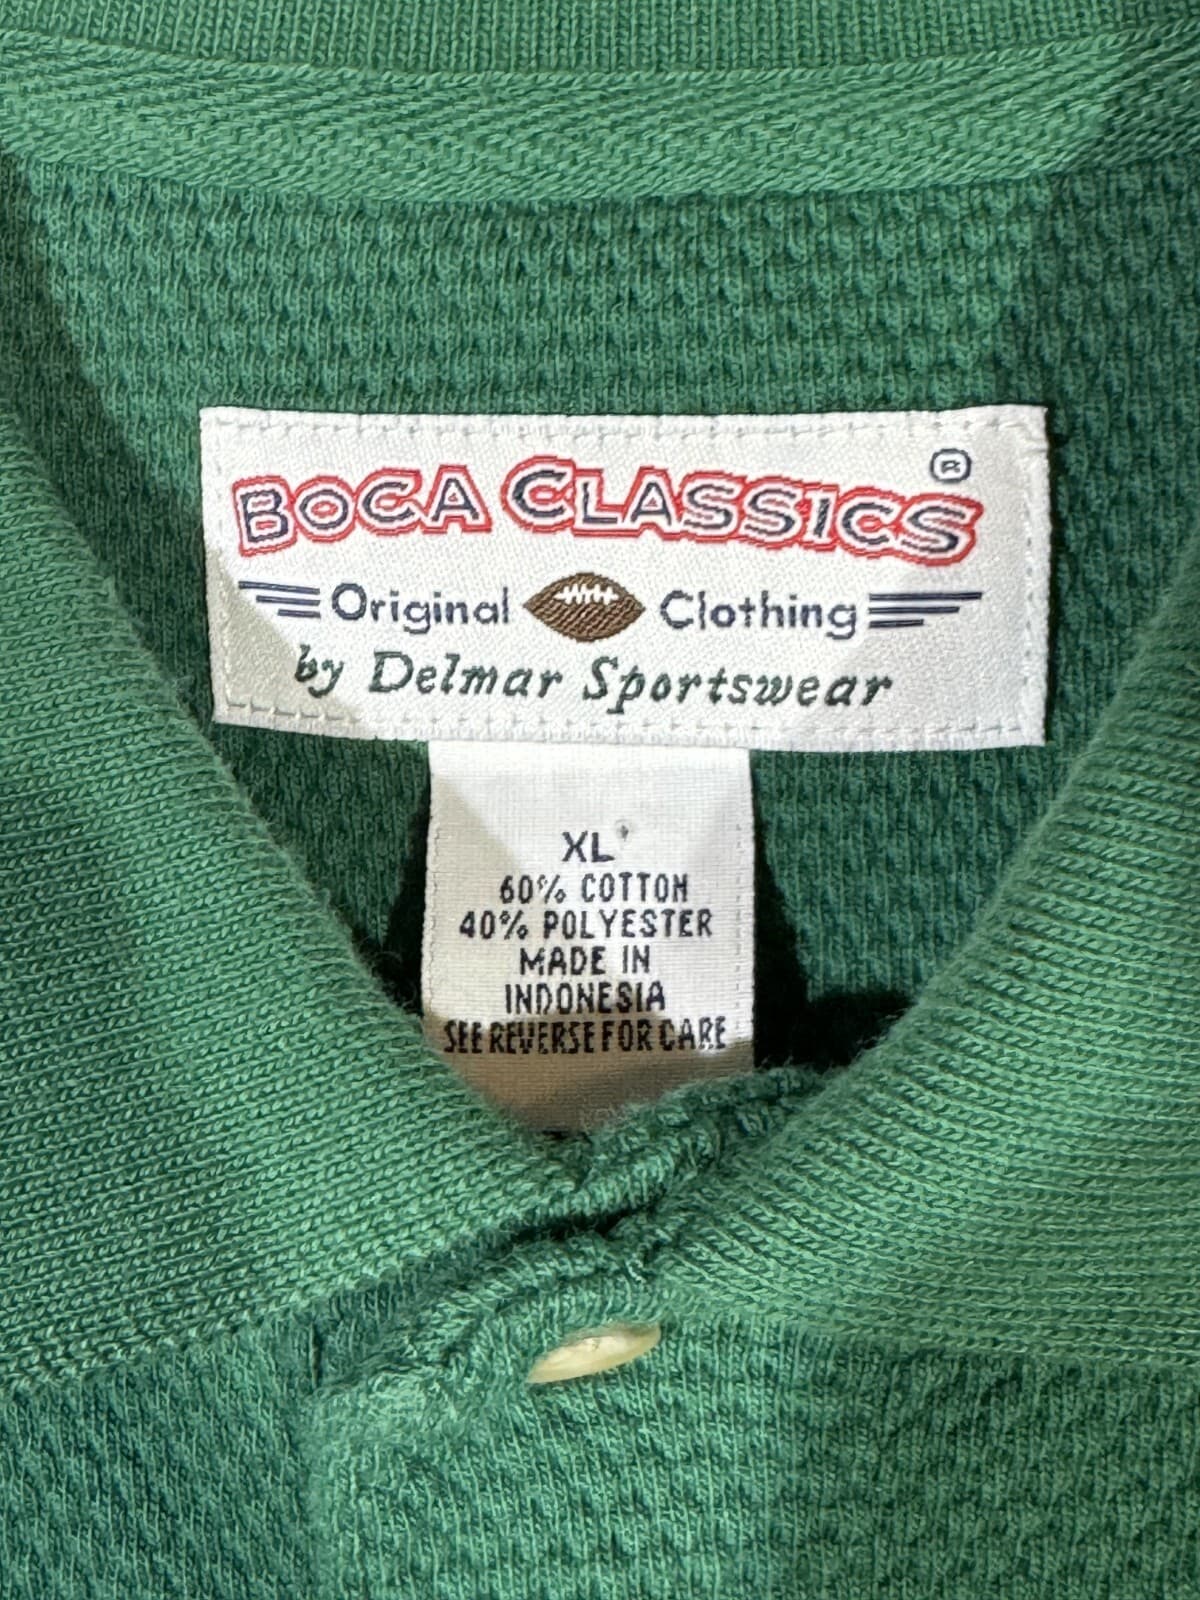 BOCA CLASSICS ®
Original Clothing
by Delmar Sportswear
XL
60% COTTON
40% POLYESTER
MADE IN
INDONESIA
SEE REVERSE FOR CARE